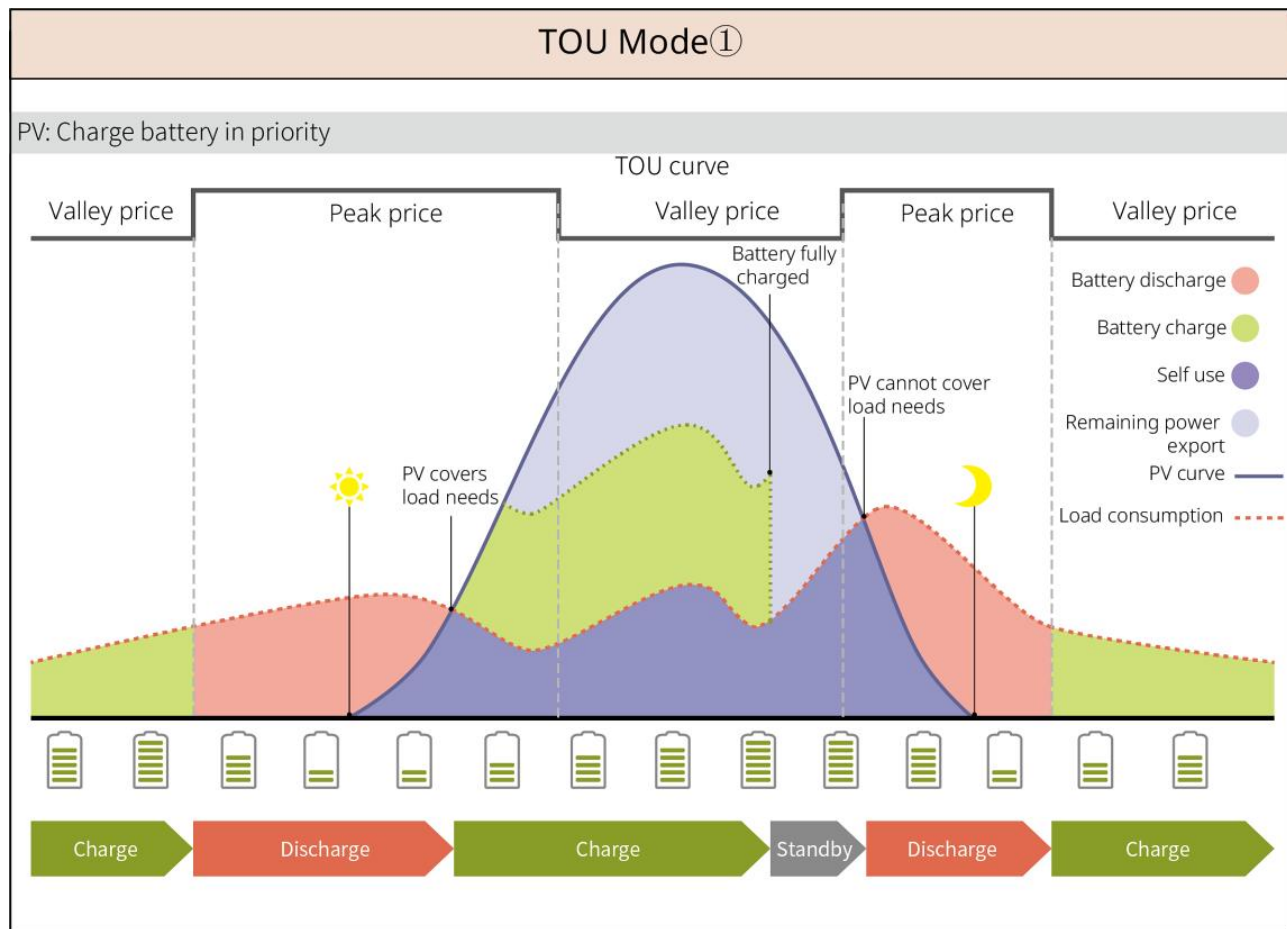 TOU Mode①
PV: Charge battery in priority
TOU curve
Valley price
Peak price
Valley price
Peak price
Valley price
Battery fully
charged
Battery discharge
Battery charge
Self use
Remaining power
export
PV curve
Load consumption
PV cannot cover
load needs
PV covers
load needs
Charge
Discharge
Charge
Standby
Discharge
Charge